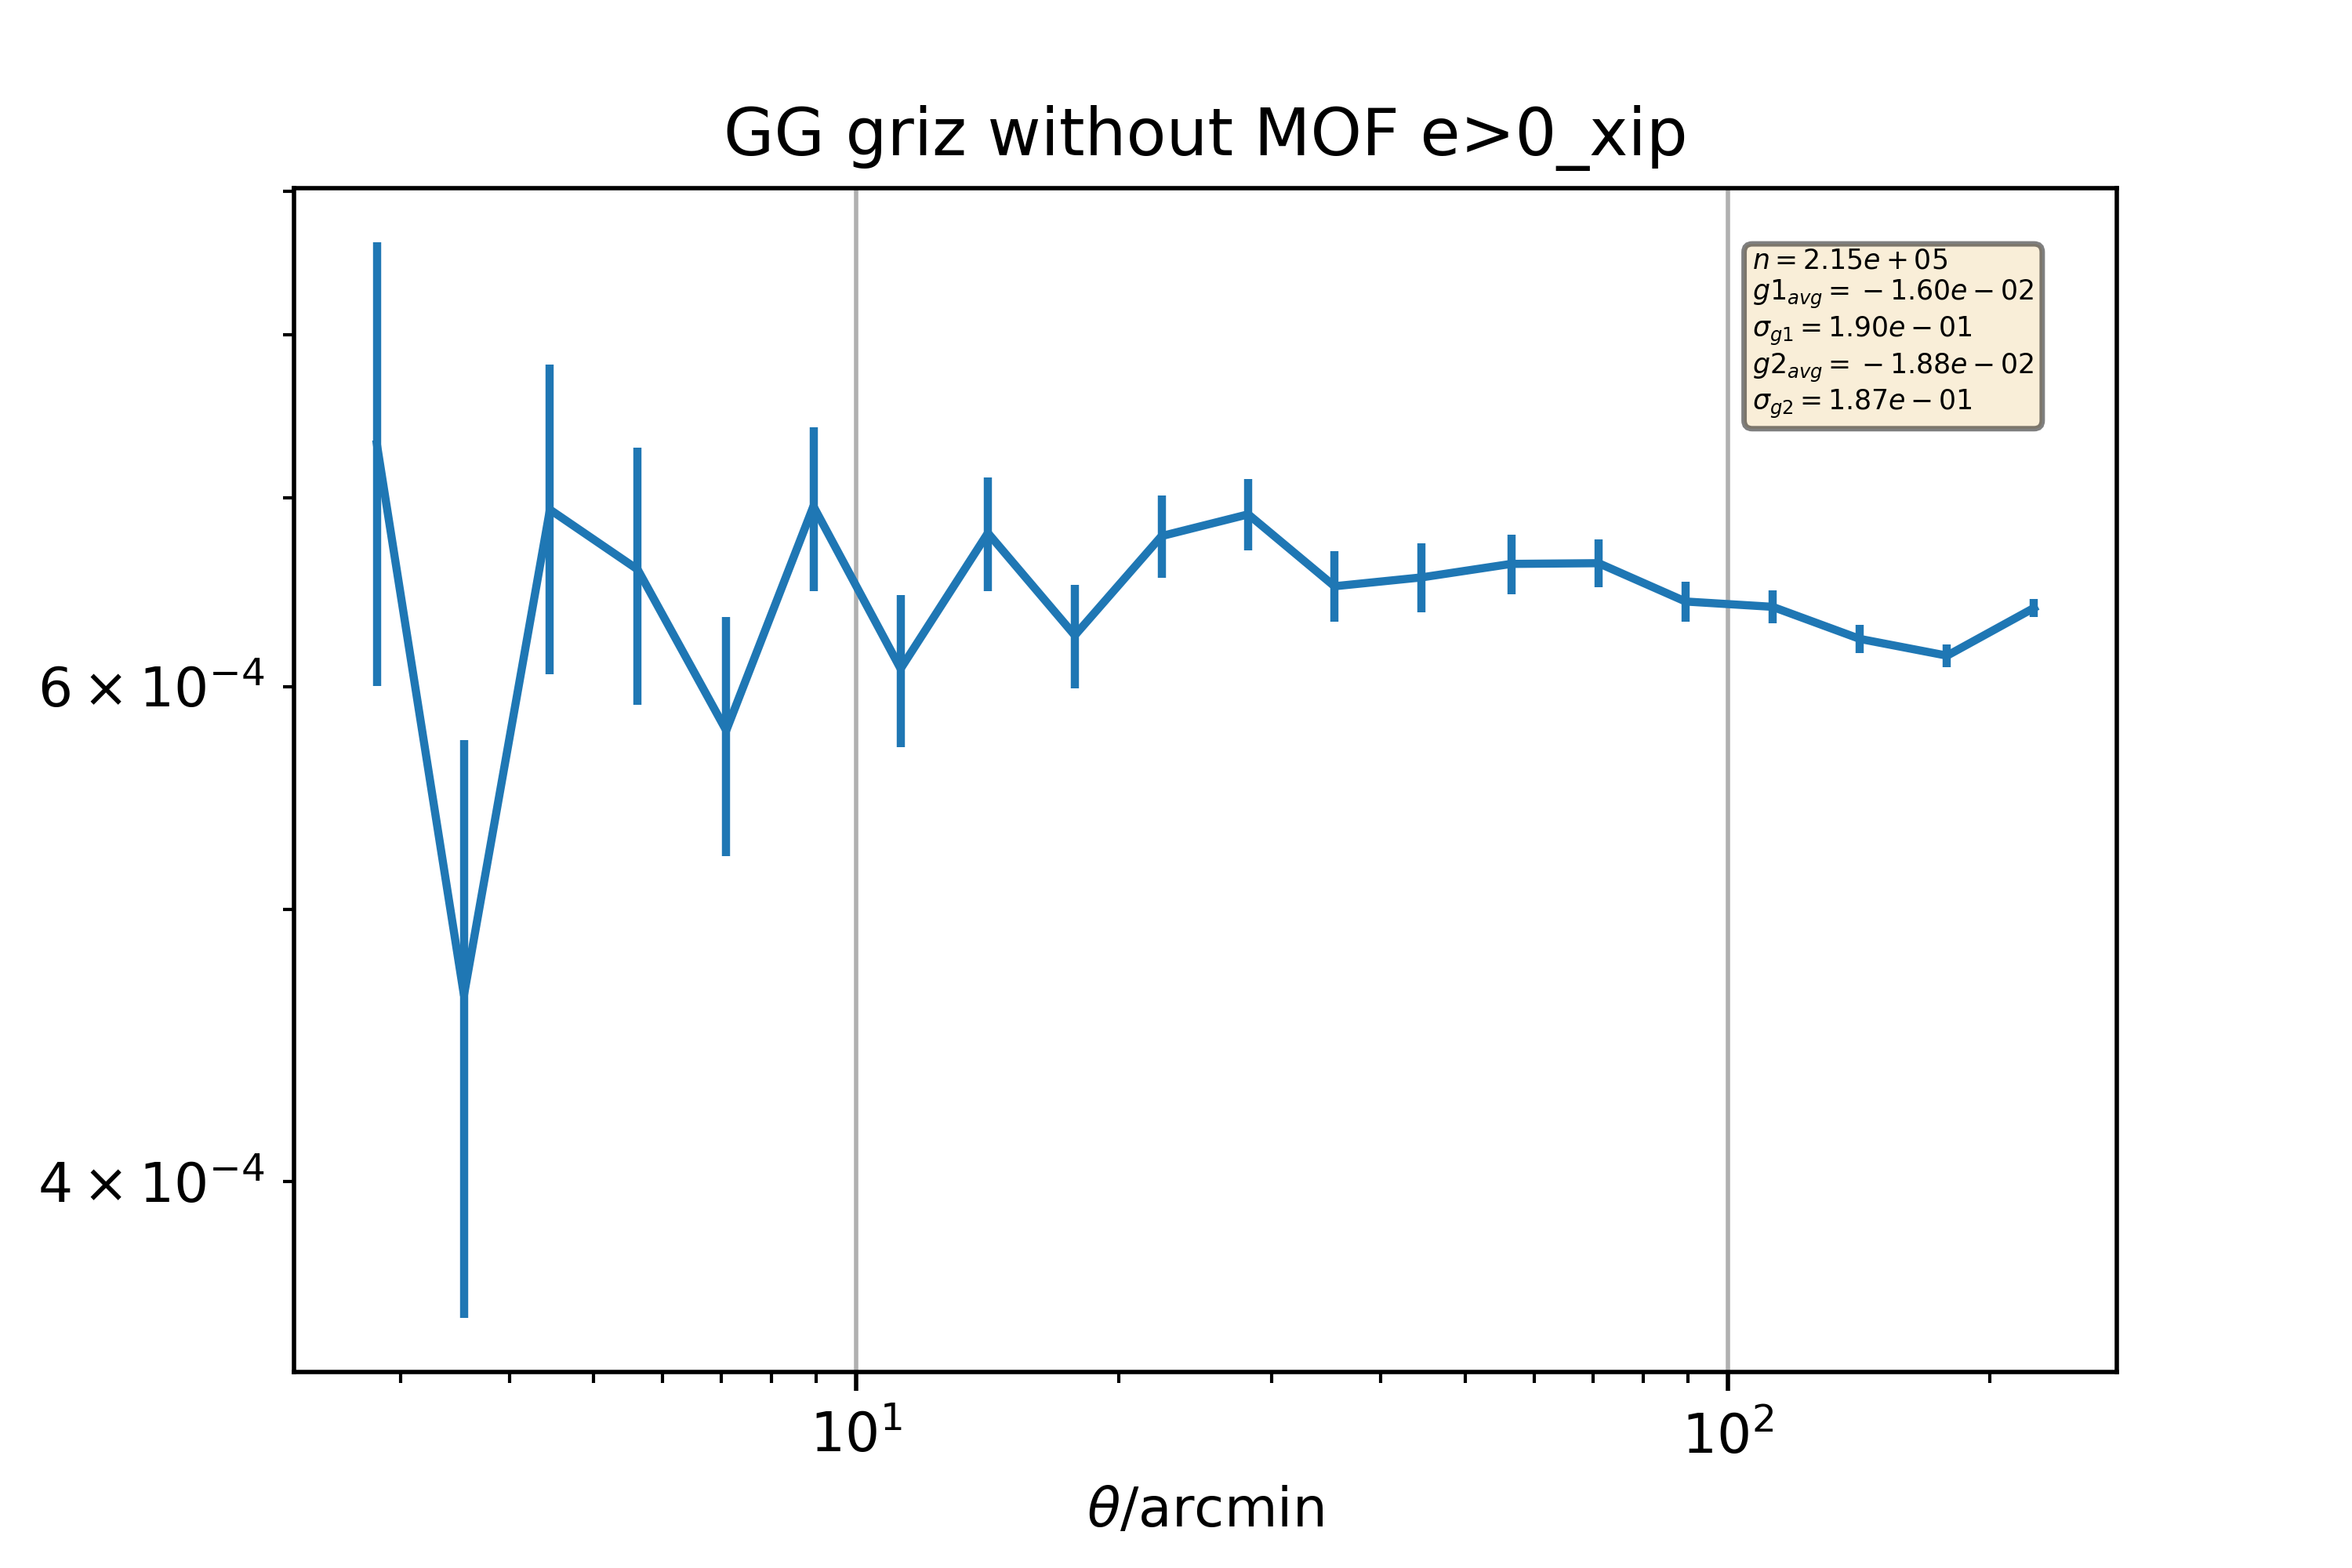 GG griz without MOF e>0_xip
n = 2.15e + 05
g1avg = − 1.60e − 02
σg1 = 1.90e − 01
g2avg = − 1.88e − 02
σg2 = 1.87e − 01
6 × 10⁻⁴
4 × 10⁻⁴
10¹ 10²
θ/arcmin